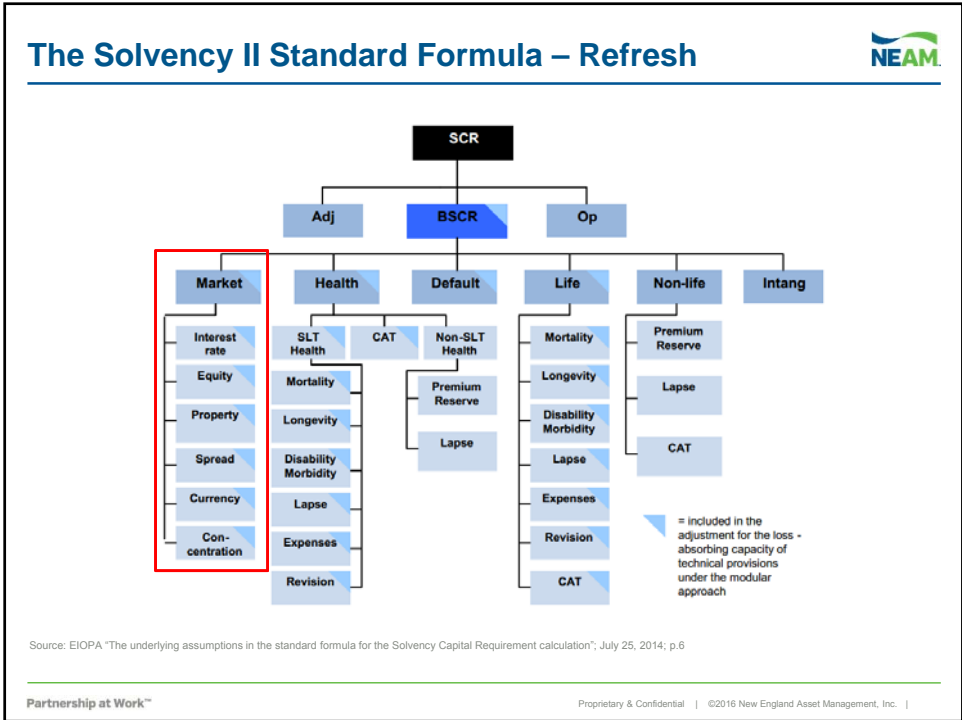 The Solvency II Standard Formula – Refresh
NEAM.
SCR
Adj
BSCR
Op
Market
Health
Default
Life
Non-life
Intang
Interest
rate
Equity
Property
Spread
Currency
Con-
centration
SLT
Health
CAT
Non-SLT
Health
Mortality
Longevity
Disability
Morbidity
Lapse
Expenses
Revision
Premium
Reserve
Lapse
Mortality
Longevity
Disability
Morbidity
Lapse
Expenses
Revision
CAT
Premium
Reserve
Lapse
CAT
= included in the
adjustment for the loss -
absorbing capacity of
technical provisions
under the modular
approach
Source: EIOPA “The underlying assumptions in the standard formula for the Solvency Capital Requirement calculation”; July 25, 2014; p.6
Partnership at Work™
Proprietary & Confidential | ©2016 New England Asset Management, Inc. |